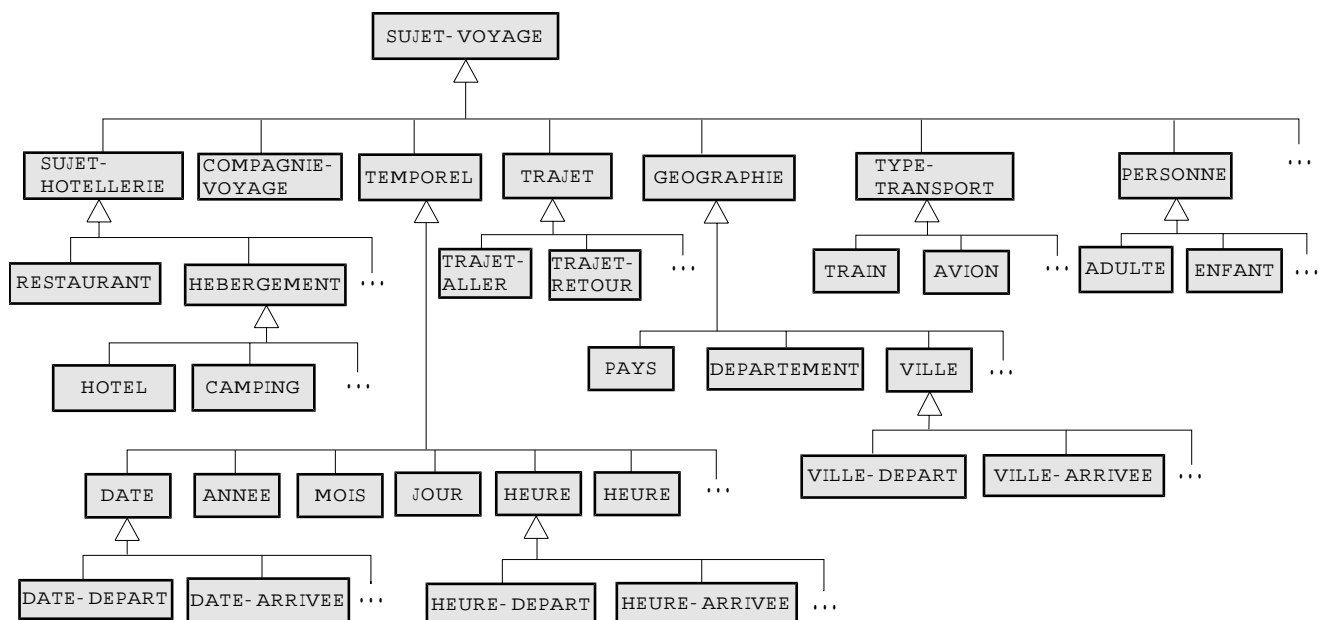 SUJET-VOYAGE
SUJET-
HOTELLERIE
COMPAGNIE-
VOYAGE
TEMPOREL
TRAJET
GEOGRAPHIE
TYPE-
TRANSPORT
PERSONNE
...
RESTAURANT
HEBERGEMENT
...
TRAJET-
ALLER
TRAJET-
RETOUR
...
TRAIN
AVION
...
ADULTE
ENFANT
...
HOTEL
CAMPING
...
PAYS
DEPARTEMENT
VILLE
...
DATE
ANNEE
MOIS
JOUR
HEURE
HEURE
...
VILLE-DEPART
VILLE-ARRIVEE
...
DATE-DEPART
DATE-ARRIVEE
...
HEURE-DEPART
HEURE-ARRIVEE
...